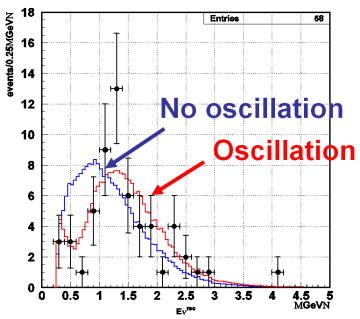 Entries 58
events/0.25MGeVN
18
16
14
12
10
8
6
4
2
0
No oscillation
Oscillation
0 0.5 1 1.5 2 2.5 3 3.5 4 4.5 5
MGeVN
Eνrec